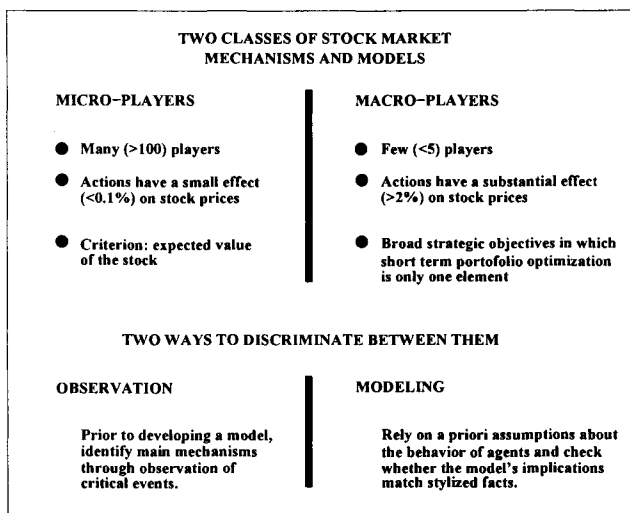 TWO CLASSES OF STOCK MARKET
MECHANISMS AND MODELS
MICRO-PLAYERS
● Many (>100) players
● Actions have a small effect
(<0.1%) on stock prices
● Criterion: expected value
of the stock
MACRO-PLAYERS
● Few (<5) players
● Actions have a substantial effect
(>2%) on stock prices
● Broad strategic objectives in which
short term portofolio optimization
is only one element
TWO WAYS TO DISCRIMINATE BETWEEN THEM
OBSERVATION
Prior to developing a model,
identify main mechanisms
through observation of
critical events.
MODELING
Rely on a priori assumptions about
the behavior of agents and check
whether the model's implications
match stylized facts.